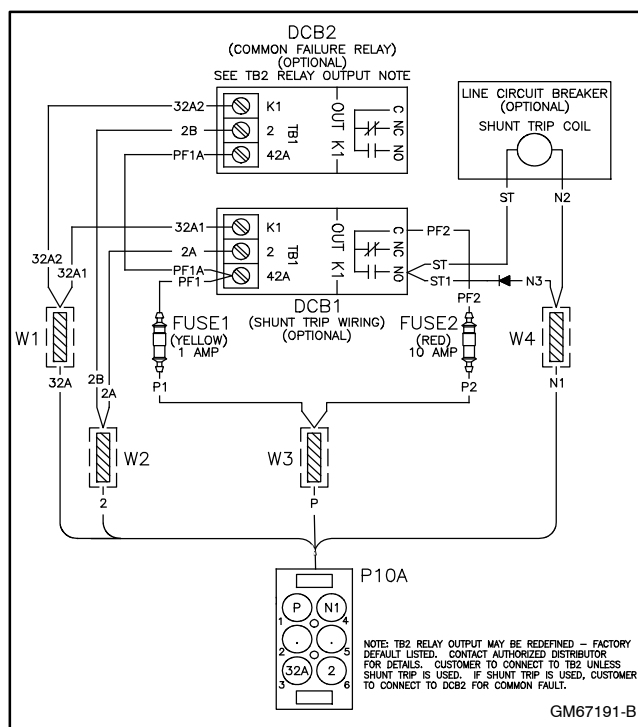 DCB2
(COMMON FAILURE RELAY)
(OPTIONAL)
SEE TB2 RELAY OUTPUT NOTE
32A2
K1
2B
2
PF1A
42A
TB1
OUT K1
C
NC
NO
LINE CIRCUIT BREAKER
(OPTIONAL)
SHUNT TRIP COIL
ST
N2
32A1
K1
2A
2
PF1A
PF1
42A
TB1
OUT K1
C
NC
NO
PF2
ST
ST1
N3
PF2
32A2
32A1
DCB1
(SHUNT TRIP WIRING)
(OPTIONAL)
FUSE1
(YELLOW)
1 AMP
FUSE2
(RED)
10 AMP
W1
W4
32A
2B
2A
P1
P2
N1
W2
W3
2
P
P10A
P
N1
1
4
.
.
2
5
32A
2
3
6
NOTE: TB2 RELAY OUTPUT MAY BE REDEFINED – FACTORY
DEFAULT LISTED. CONTACT AUTHORIZED DISTRIBUTOR
FOR DETAILS. CUSTOMER TO CONNECT TO TB2 UNLESS
SHUNT TRIP IS USED. IF SHUNT TRIP IS USED, CUSTOMER
TO CONNECT TO DCB2 FOR COMMON FAULT.
GM67191-B